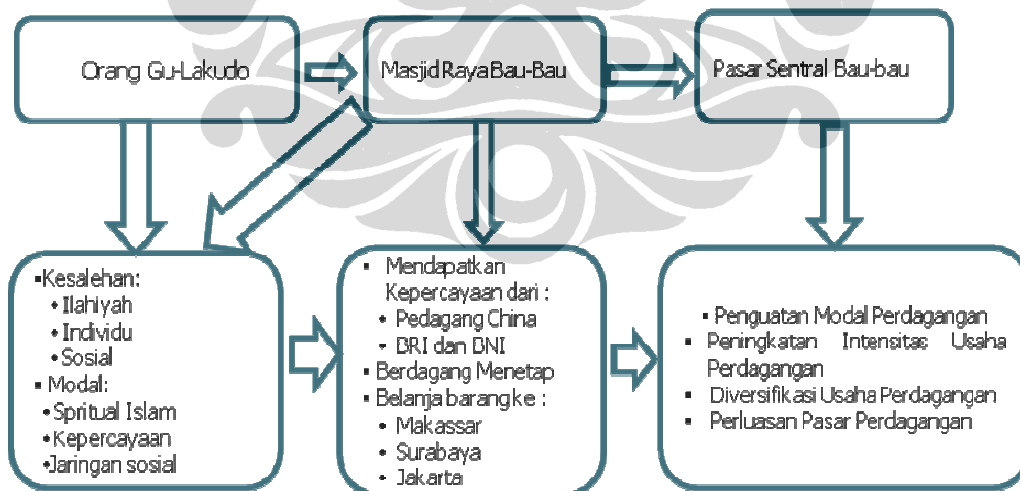 Orang Gu-Lakudo
Masjid Raya Bau-Bau
Pasar Sentral Bau-bau
▪Kesalehan:
•Ilahiyah
•Individu
•Sosial
▪ Modal:
•Spritual Islam
•Kepercayaan
•Jaringan sosial
▪ Mendapatkan
Kepercayaan dari :
• Pedagang China
- BRI dan BNI
▪ Berdagang Menetap
▪ Belanja barang ke :
• Makassar
• Surabaya
• Jakarta
▪ Penguatan Modal Perdagangan
▪ Peningkatan Intensitas Usaha
Perdagangan
▪ Diversifikasi Usaha Perdagangan
▪ Perluasan Pasar Perdagangan